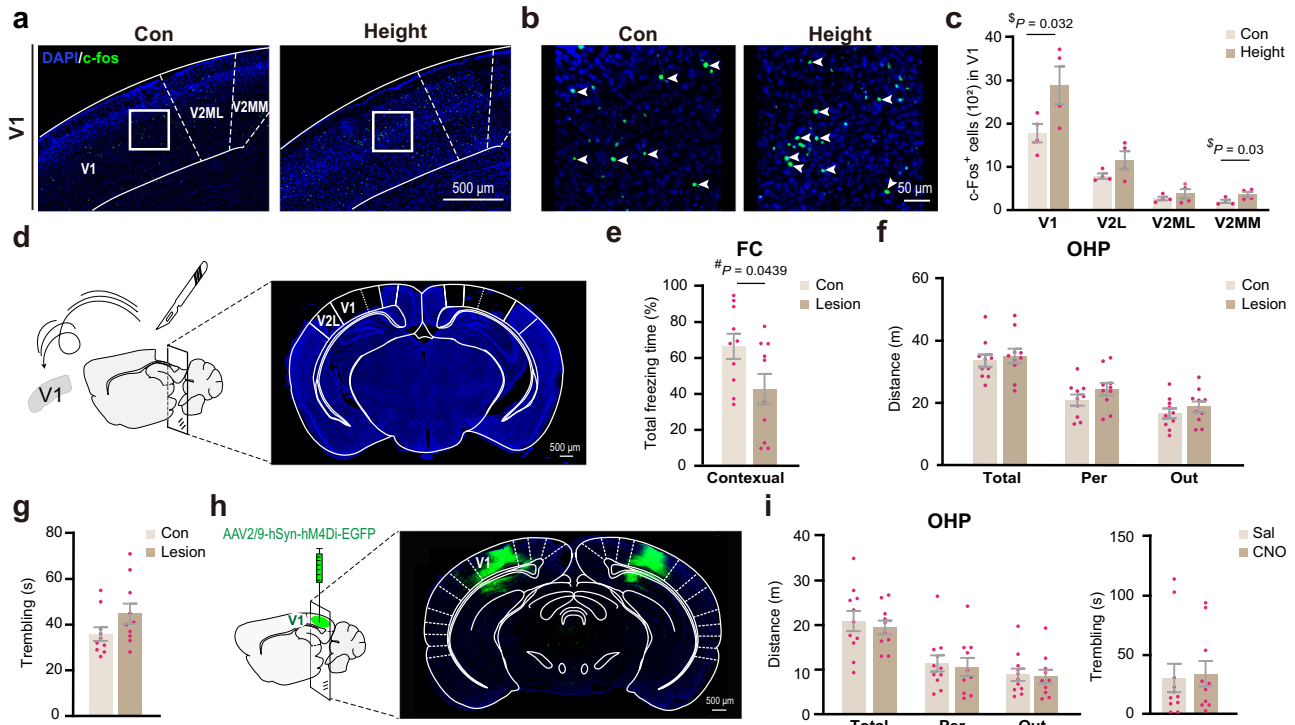 a
Con
Height
V1
DAPI/c-fos
V2ML
V2MM
V1
500 µm
b
Con
Height
50 µm
c
$P = 0.032
Con
Height
c-Fos+ cells (10²) in V1
40
30
20
10
0
$P = 0.03
V1
V2L
V2ML
V2MM
d
V1
V1
V2L
500 µm
e
FC
#P = 0.0439
Con
Lesion
Total freezing time (%)
100
80
60
40
20
0
Contexual
f
OHP
Con
Lesion
Distance (m)
60
40
20
0
Total
Per
Out
g
Con
Lesion
Trembling (s)
80
60
40
20
0
h
AAV2/9-hSyn-hM4Di-EGFP
V1
V1
500 µm
i
OHP
Distance (m)
40
30
20
10
0
Total
Per
Out
Sal
CNO
Trembling (s)
150
100
50
0